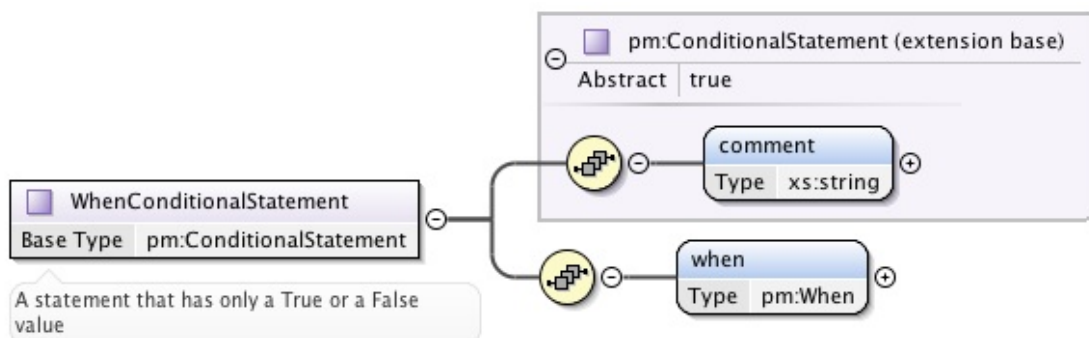 pm:ConditionalStatement (extension base)
Abstract true
comment
Type xs:string
WhenConditionalStatement
Base Type pm:ConditionalStatement
A statement that has only a True or a False
value
when
Type pm:When